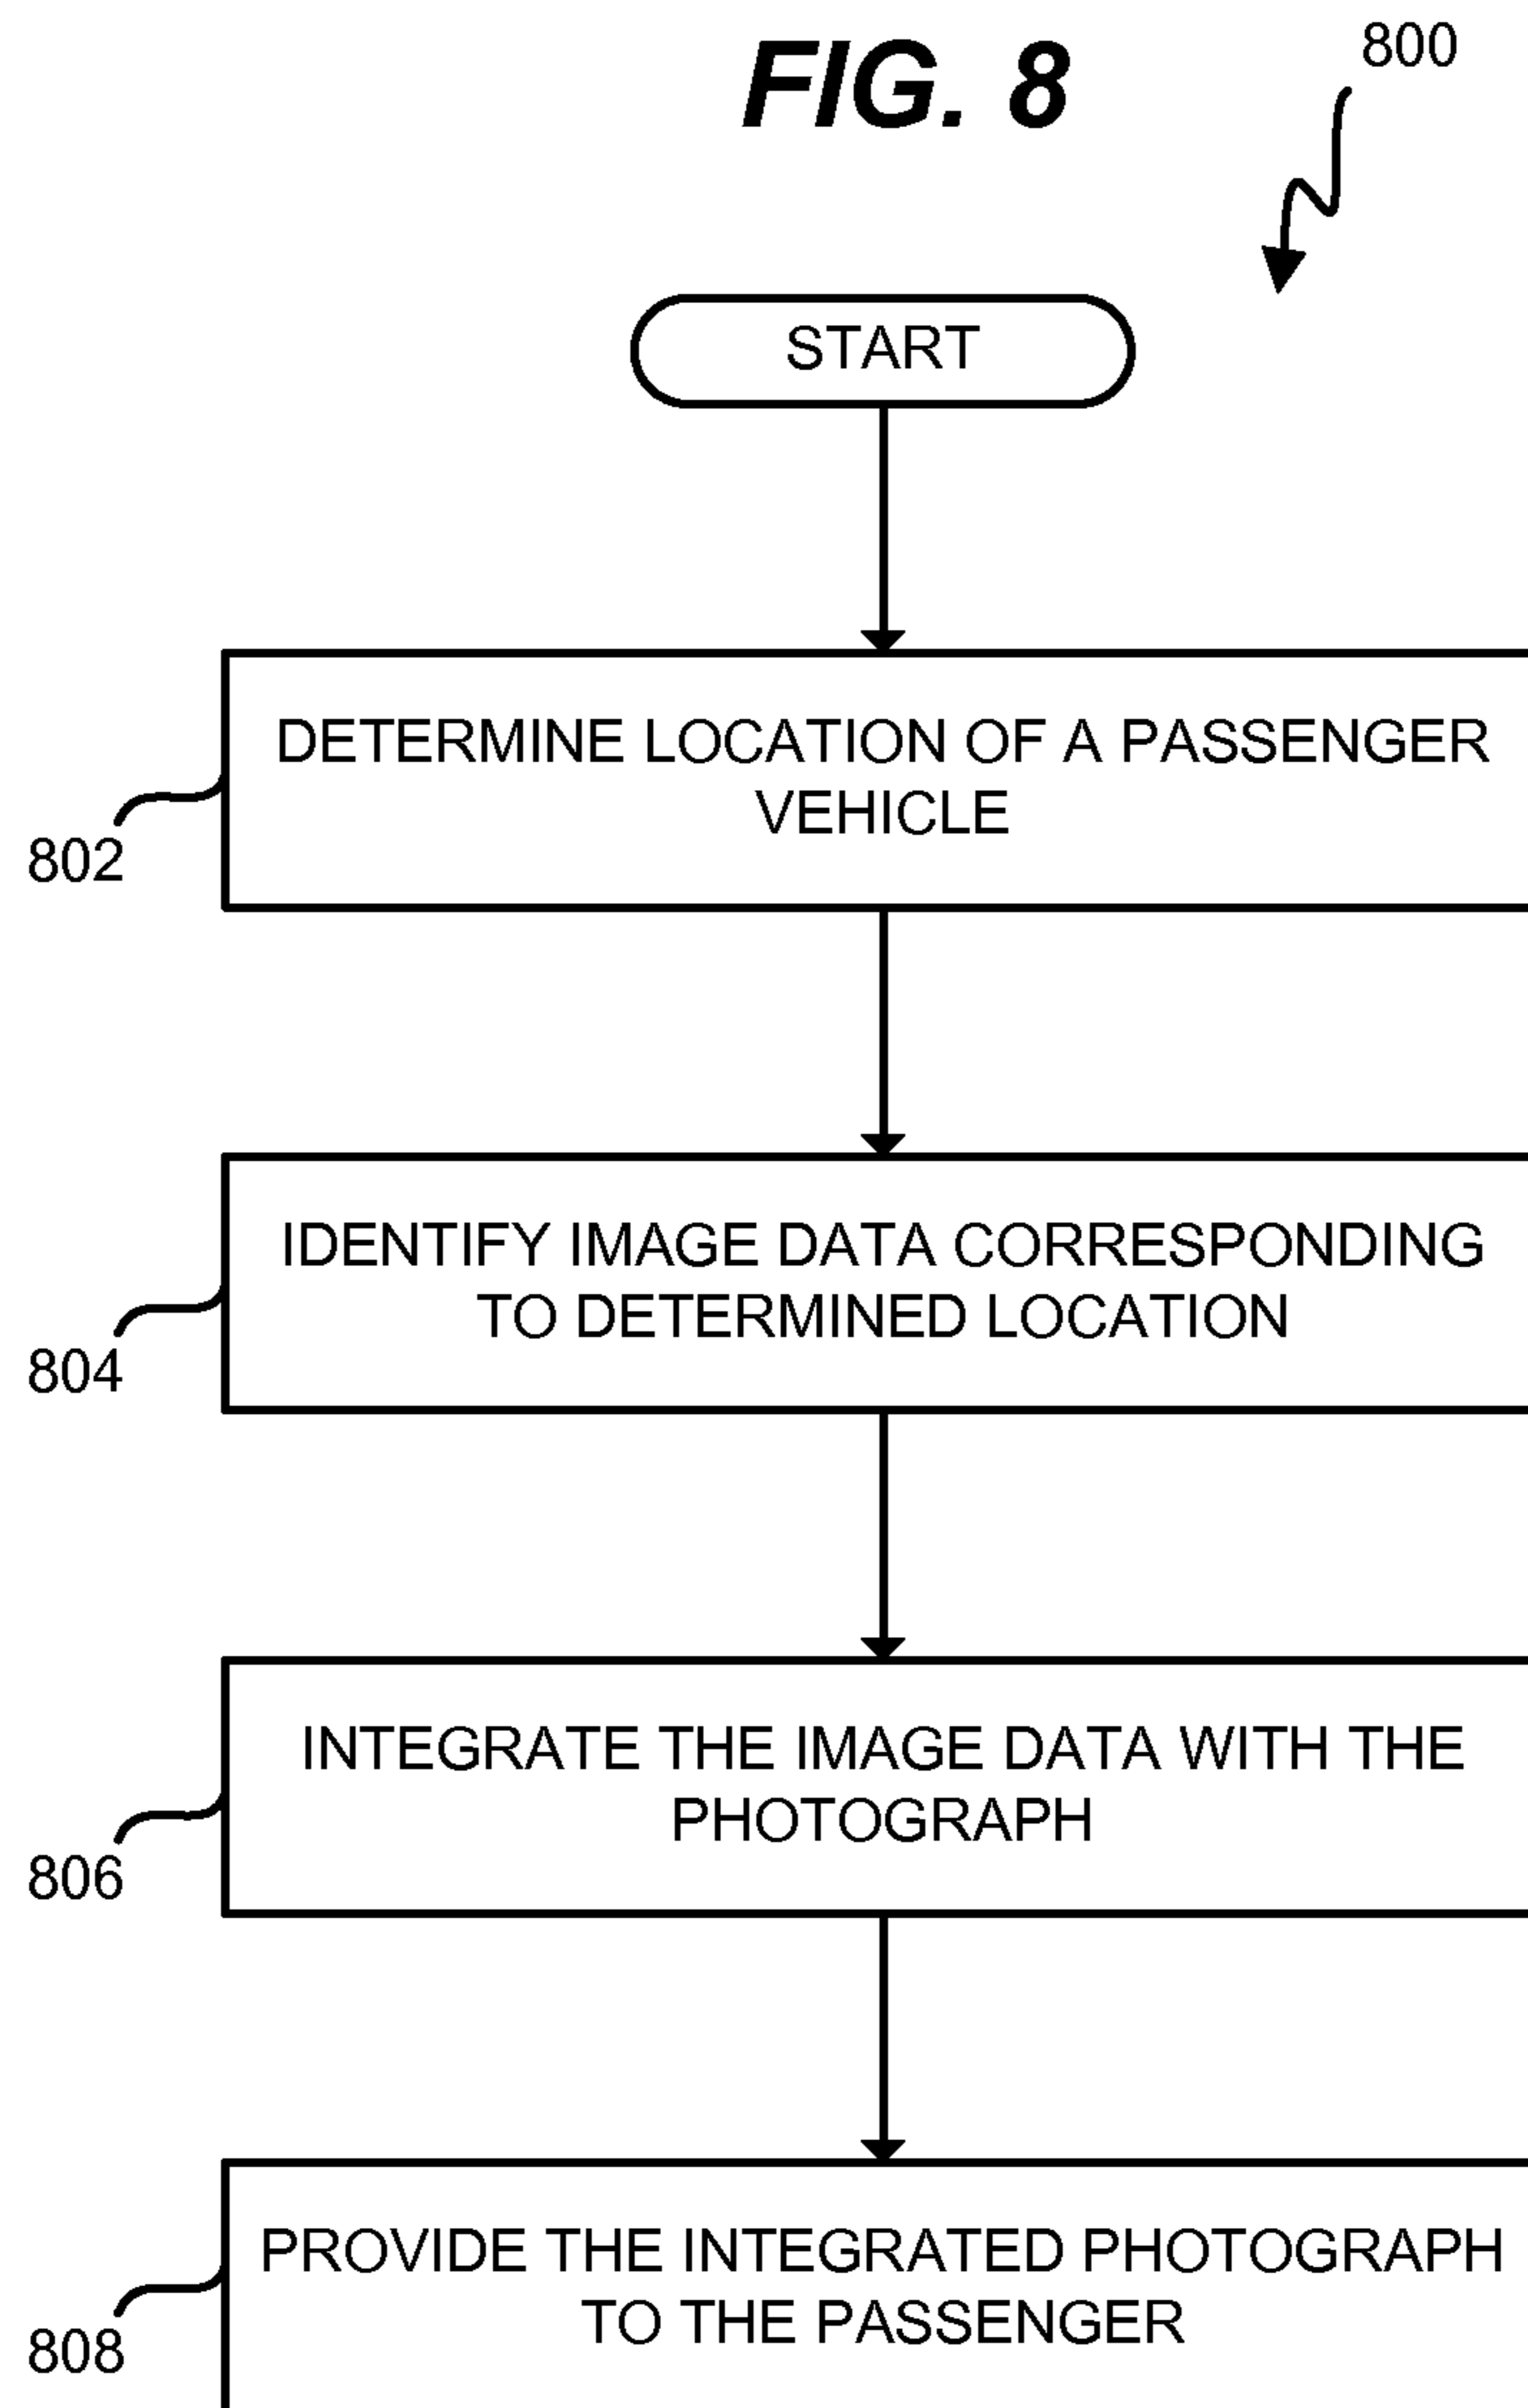 FIG. 8
800
START
DETERMINE LOCATION OF A PASSENGER
VEHICLE
802
IDENTIFY IMAGE DATA CORRESPONDING
TO DETERMINED LOCATION
804
INTEGRATE THE IMAGE DATA WITH THE
PHOTOGRAPH
806
PROVIDE THE INTEGRATED PHOTOGRAPH
TO THE PASSENGER
808